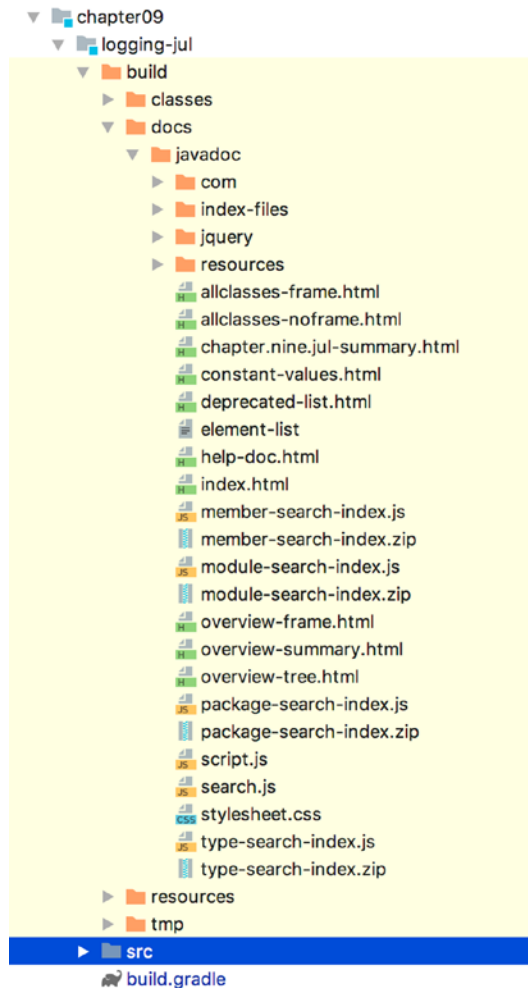 chapter09
logging-jul
build
classes
docs
javadoc
com
index-files
jquery
resources
allclasses-frame.html
allclasses-noframe.html
chapter.nine.jul-summary.html
constant-values.html
deprecated-list.html
element-list
help-doc.html
index.html
member-search-index.js
member-search-index.zip
module-search-index.js
module-search-index.zip
overview-frame.html
overview-summary.html
overview-tree.html
package-search-index.js
package-search-index.zip
script.js
search.js
stylesheet.css
type-search-index.js
type-search-index.zip
resources
tmp
src
build.gradle